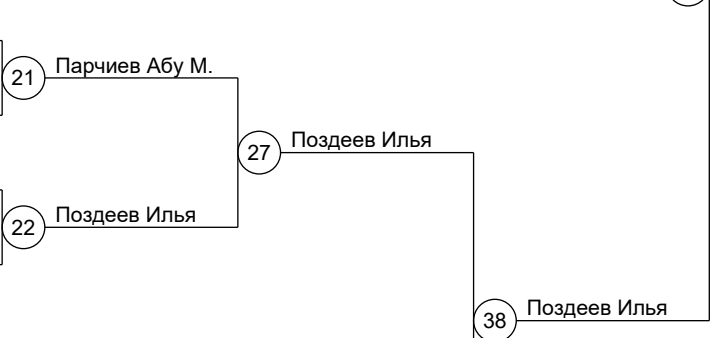 21 Парчиев Абу М.
27 Поздеев Илья
22 Поздеев Илья
38 Поздеев Илья